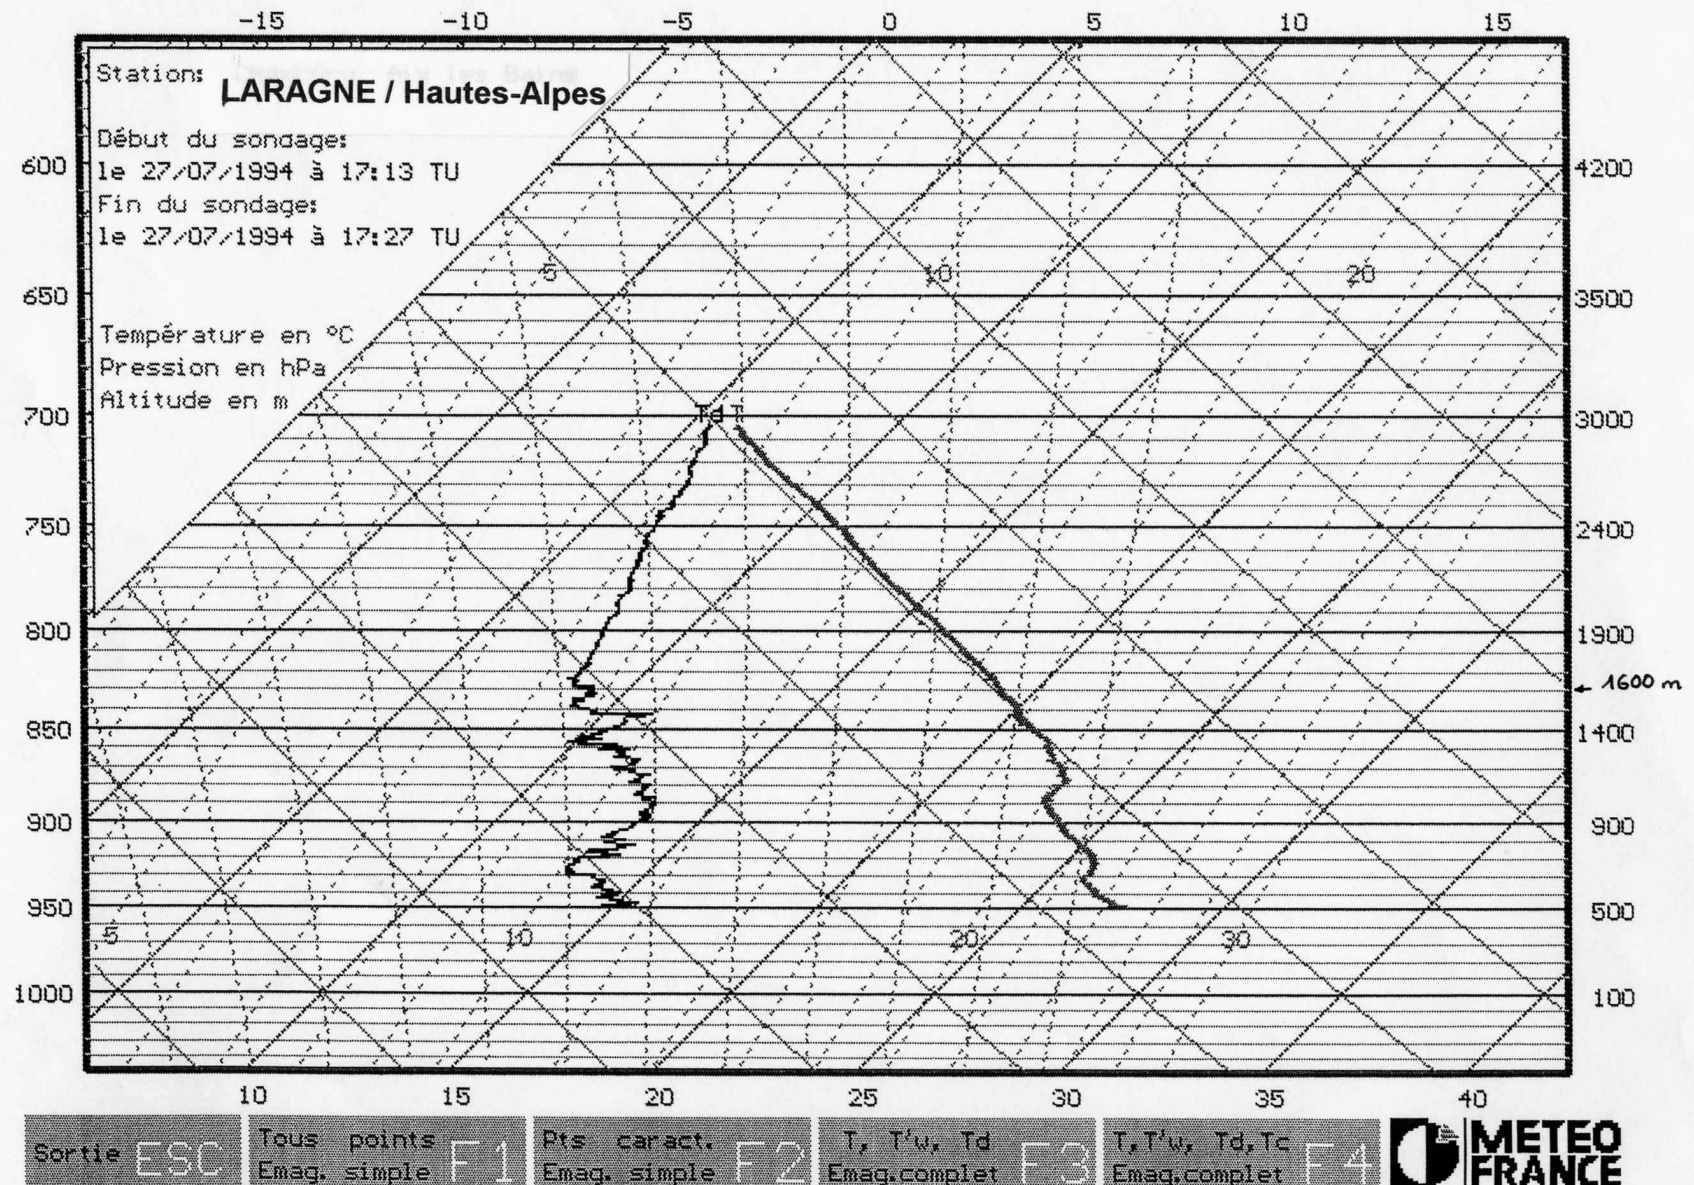 -15 -10 -5 0 5 10 15
Station:
LARAGNE / Hautes-Alpes
Début du sondage:
le 27/07/1994 à 17:13 TU
Fin du sondage:
le 27/07/1994 à 17:27 TU
Température en °C
Pression en hPa
Altitude en m
600 4200
5 10 20
650 3500
Td T
700 3000
750 2400
800 1900
← 1600 m
850 1400
900 900
950 500
5 10 20 30
1000 100
10 15 20 25 30 35 40
Sortie ESC
Tous points
Emag. simple F1
Pts caract.
Emag. simple F2
T, T'w, Td
Emag.complet F3
T,T'w, Td,Tc
Emag.complet F4
METEO
FRANCE